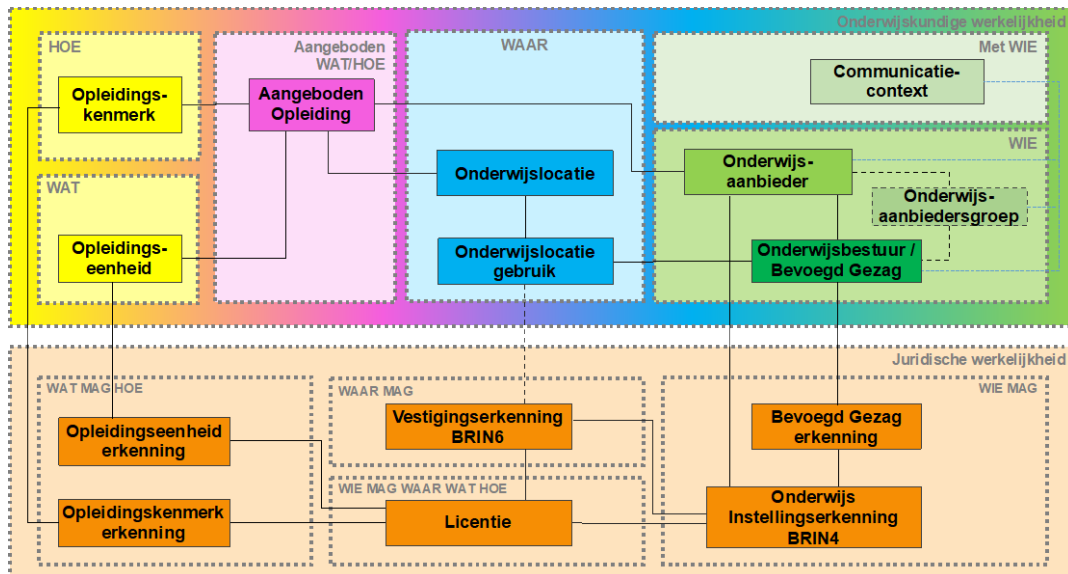 Onderwijskundige werkelijkheid
HOE
Opleidings-
kenmerk
WAT
Opleidings-
eenheid
Aangeboden
WAT/HOE
Aangeboden
Opleiding
WAAR
Onderwijslocatie
Onderwijslocatie
gebruik
Met WIE
Communicatie-
context
WIE
Onderwijs-
aanbieder
Onderwijs-
aanbiedersgroep
Onderwijsbestuur /
Bevoegd Gezag
Juridische werkelijkheid
WAT MAG HOE
Opleidingseenheid
erkenning
Opleidingskenmerk
erkenning
WAAR MAG
Vestigingserkenning
BRIN6
WIE MAG WAAR WAT HOE
Licentie
WIE MAG
Bevoegd Gezag
erkenning
Onderwijs
Instellingserkenning
BRIN4